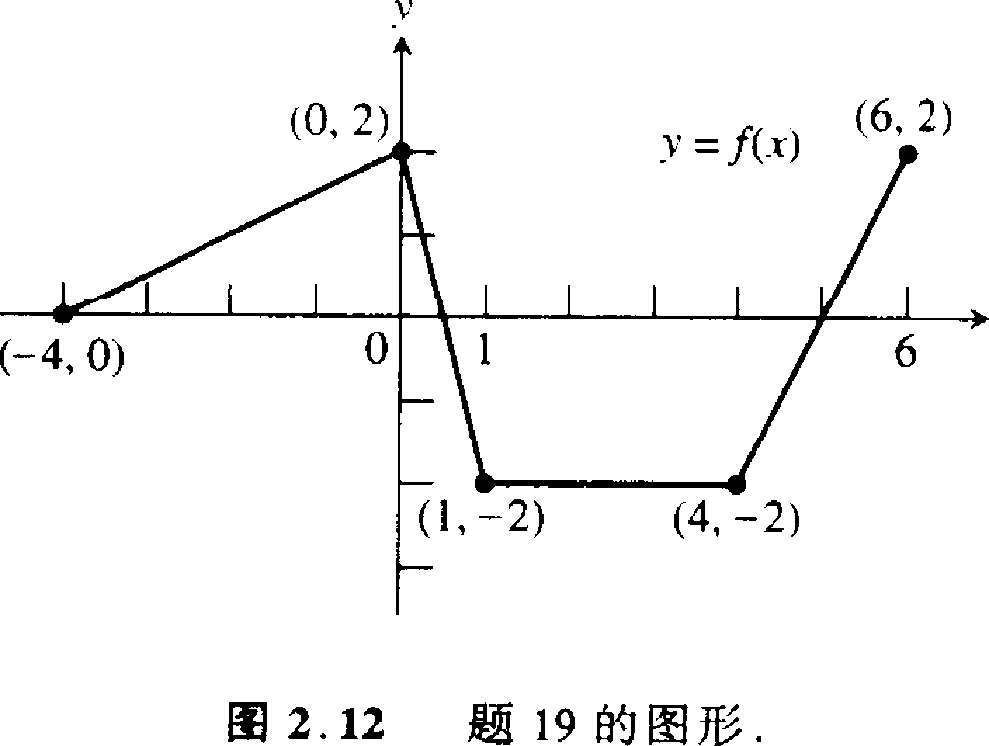 y
(0, 2)
y = f(x)
(6, 2)
(−4, 0)
0
1
6
(1, −2)
(4, −2)
图 2.12 题 19 的图形.